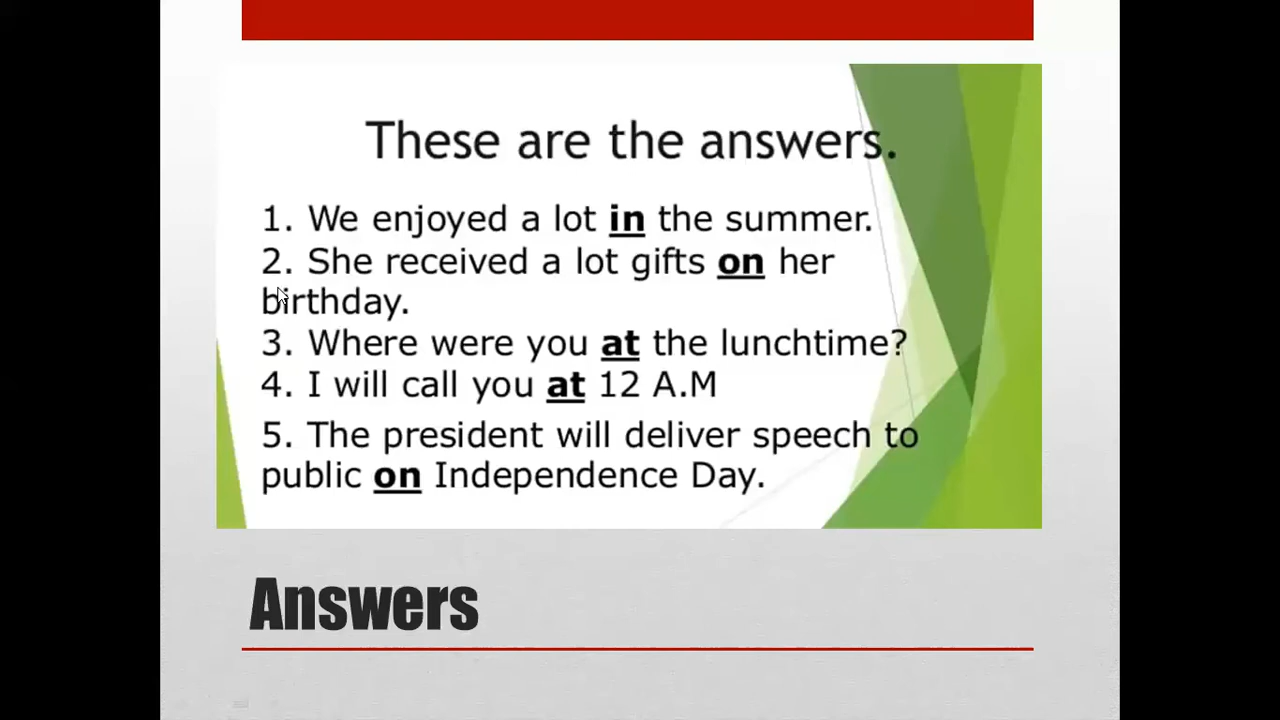 These are the answers.
1. We enjoyed a lot in the summer.
2. She received a lot gifts on her
birthday.
3. Where were you at the lunchtime?
4. I will call you at 12 A.M
5. The president will deliver speech to
public on Independence Day.
Answers